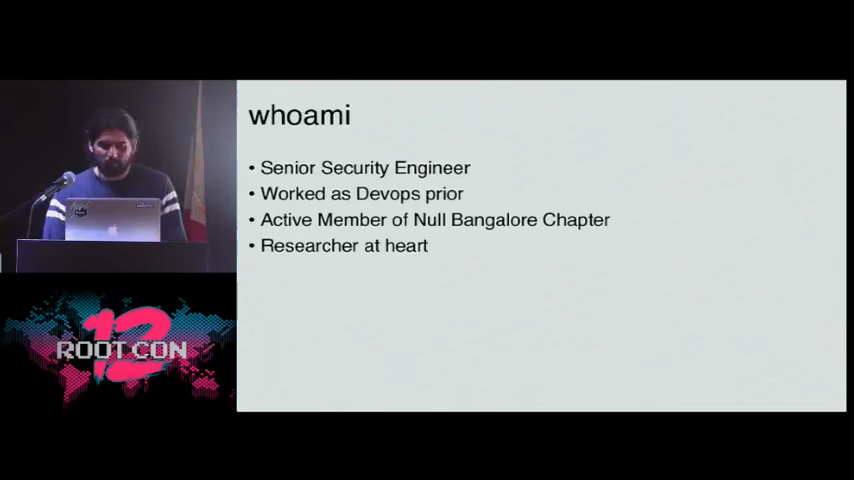 whoami
• Senior Security Engineer
• Worked as Devops prior
• Active Member of Null Bangalore Chapter
• Researcher at heart
12
ROOTCON